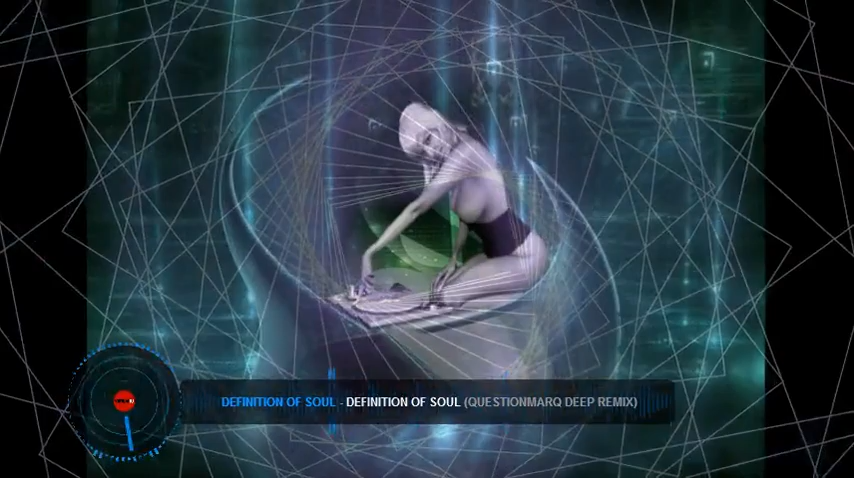 DEFINITION OF SOUL - DEFINITION OF SOUL (QUESTIONMARQ DEEP REMIX)